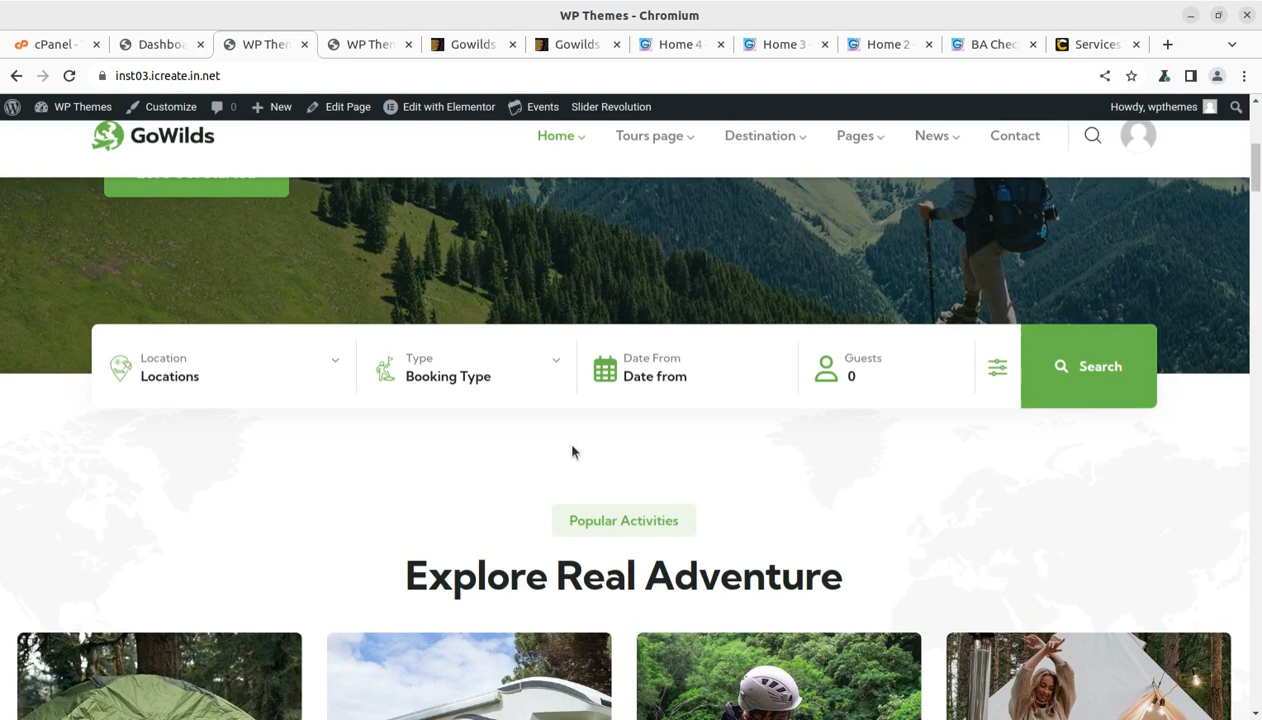 WP Themes - Chromium
cPanel -
Dashbo
WP Then
WP Then
Gowilds
Gowilds
Home 4
Home 3
Home 2
BA Chec
Services
inst03.icreate.in.net
WP Themes
Customize
0
New
Edit Page
Edit with Elementor
Events
Slider Revolution
Howdy, wpthemes
GoWilds
Home
Tours page
Destination
Pages
News
Contact
Location
Locations
Type
Booking Type
Date From
Date from
Guests
0
Search
Popular Activities
Explore Real Adventure